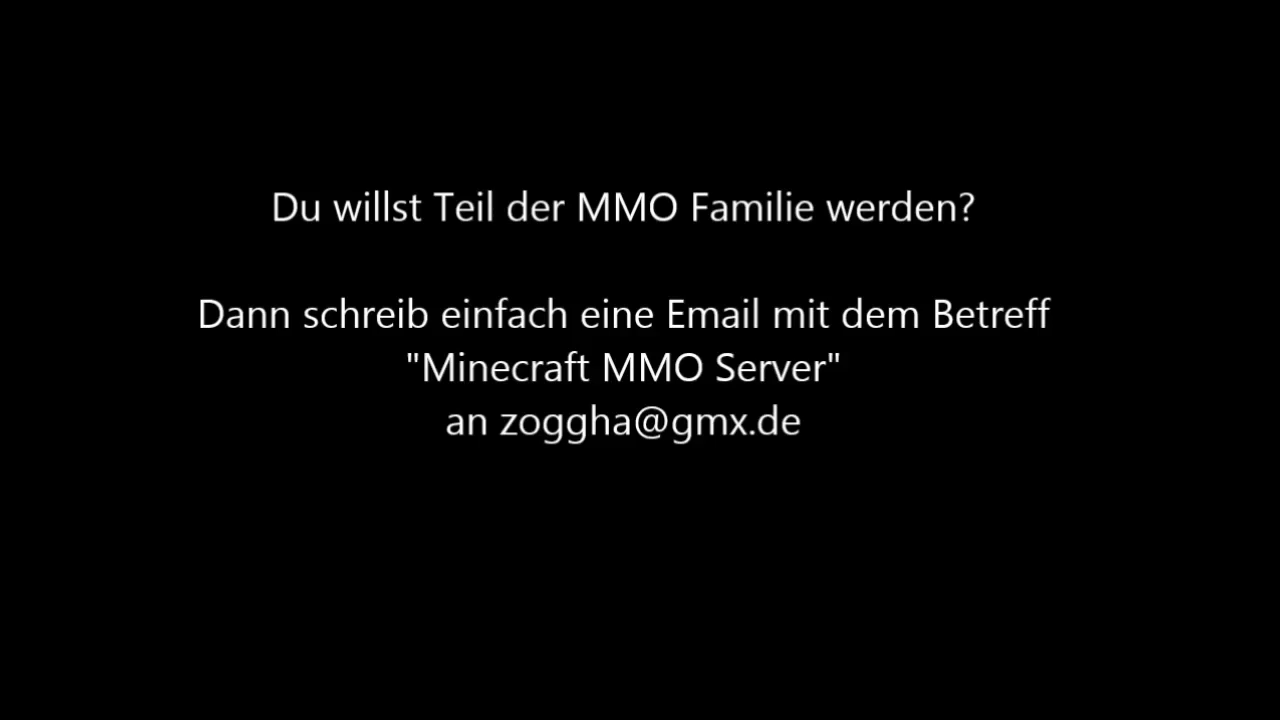 Du willst Teil der MMO Familie werden?
Dann schreib einfach eine Email mit dem Betreff
"Minecraft MMO Server"
an zoggha@gmx.de